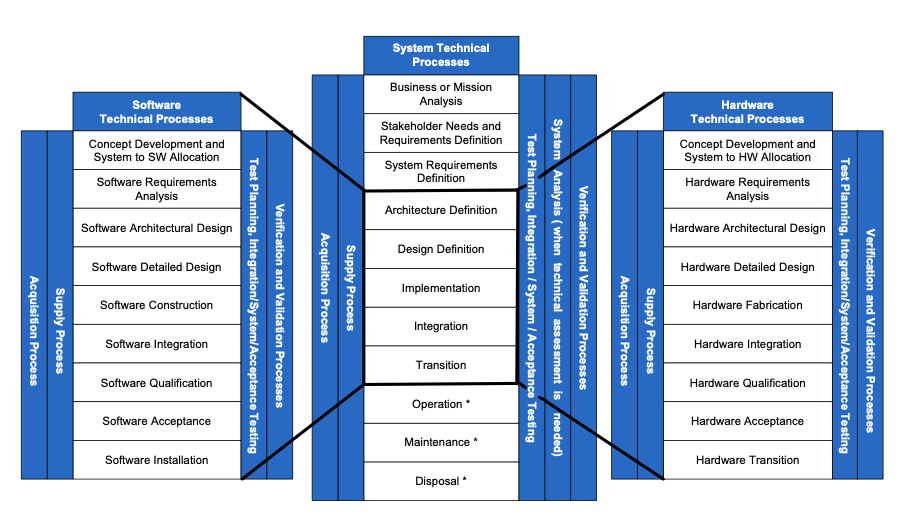 System Technical
Processes
Business or Mission
Analysis
Stakeholder Needs and
Requirements Definition
System Requirements
Definition
Architecture Definition
Design Definition
Implementation
Integration
Transition
Operation *
Maintenance *
Disposal *
Acquisition Process
Supply Process
Test Planning, Integration / System / Acceptance Testing
System Analysis ( when technical assessment is needed)
Verification and Validation Processes
Software
Technical Processes
Concept Development and
System to SW Allocation
Software Requirements
Analysis
Software Architectural Design
Software Detailed Design
Software Construction
Software Integration
Software Qualification
Software Acceptance
Software Installation
Acquisition Process
Supply Process
Test Planning, Integration/System/Acceptance Testing
Verification and Validation Processes
Hardware
Technical Processes
Concept Development and
System to HW Allocation
Hardware Requirements
Analysis
Hardware Architectural Design
Hardware Detailed Design
Hardware Fabrication
Hardware Integration
Hardware Qualification
Hardware Acceptance
Hardware Transition
Acquisition Process
Supply Process
Test Planning, Integration/System/Acceptance Testing
Verification and Validation Processes